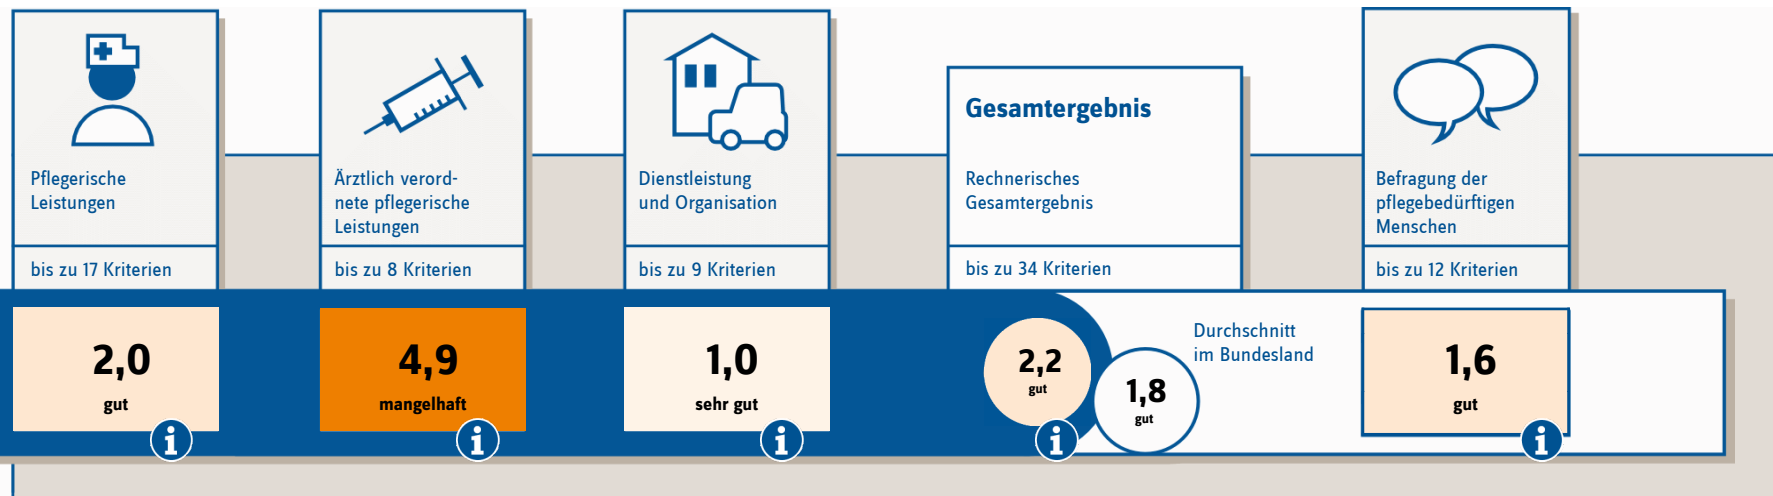 Pflegerische
Leistungen
bis zu 17 Kriterien
2,0
gut
i
Ärztlich verord-
nete pflegerische
Leistungen
bis zu 8 Kriterien
4,9
mangelhaft
i
Dienstleistung
und Organisation
bis zu 9 Kriterien
1,0
sehr gut
i
Gesamtergebnis
Rechnerisches
Gesamtergebnis
bis zu 34 Kriterien
2,2
gut
i
1,8
gut
Durchschnitt
im Bundesland
Befragung der
pflegebedürftigen
Menschen
bis zu 12 Kriterien
1,6
gut
i